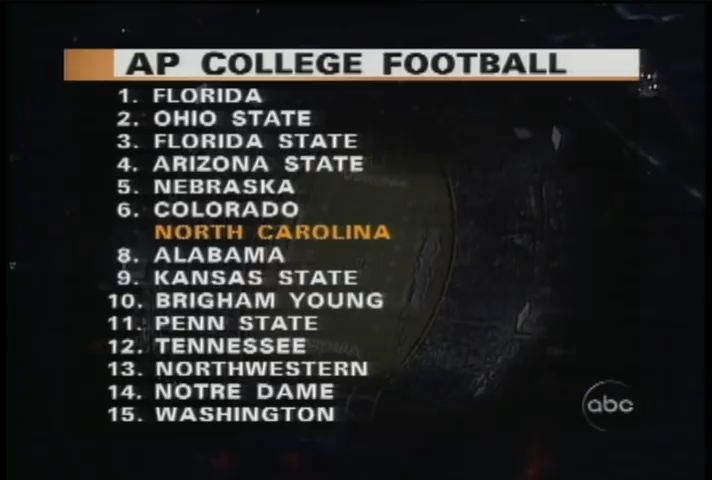 AP COLLEGE FOOTBALL
1. FLORIDA
2. OHIO STATE
3. FLORIDA STATE
4. ARIZONA STATE
5. NEBRASKA
6. COLORADO
NORTH CAROLINA
8. ALABAMA
9. KANSAS STATE
10. BRIGHAM YOUNG
11. PENN STATE
12. TENNESSEE
13. NORTHWESTERN
14. NOTRE DAME
15. WASHINGTON
abc